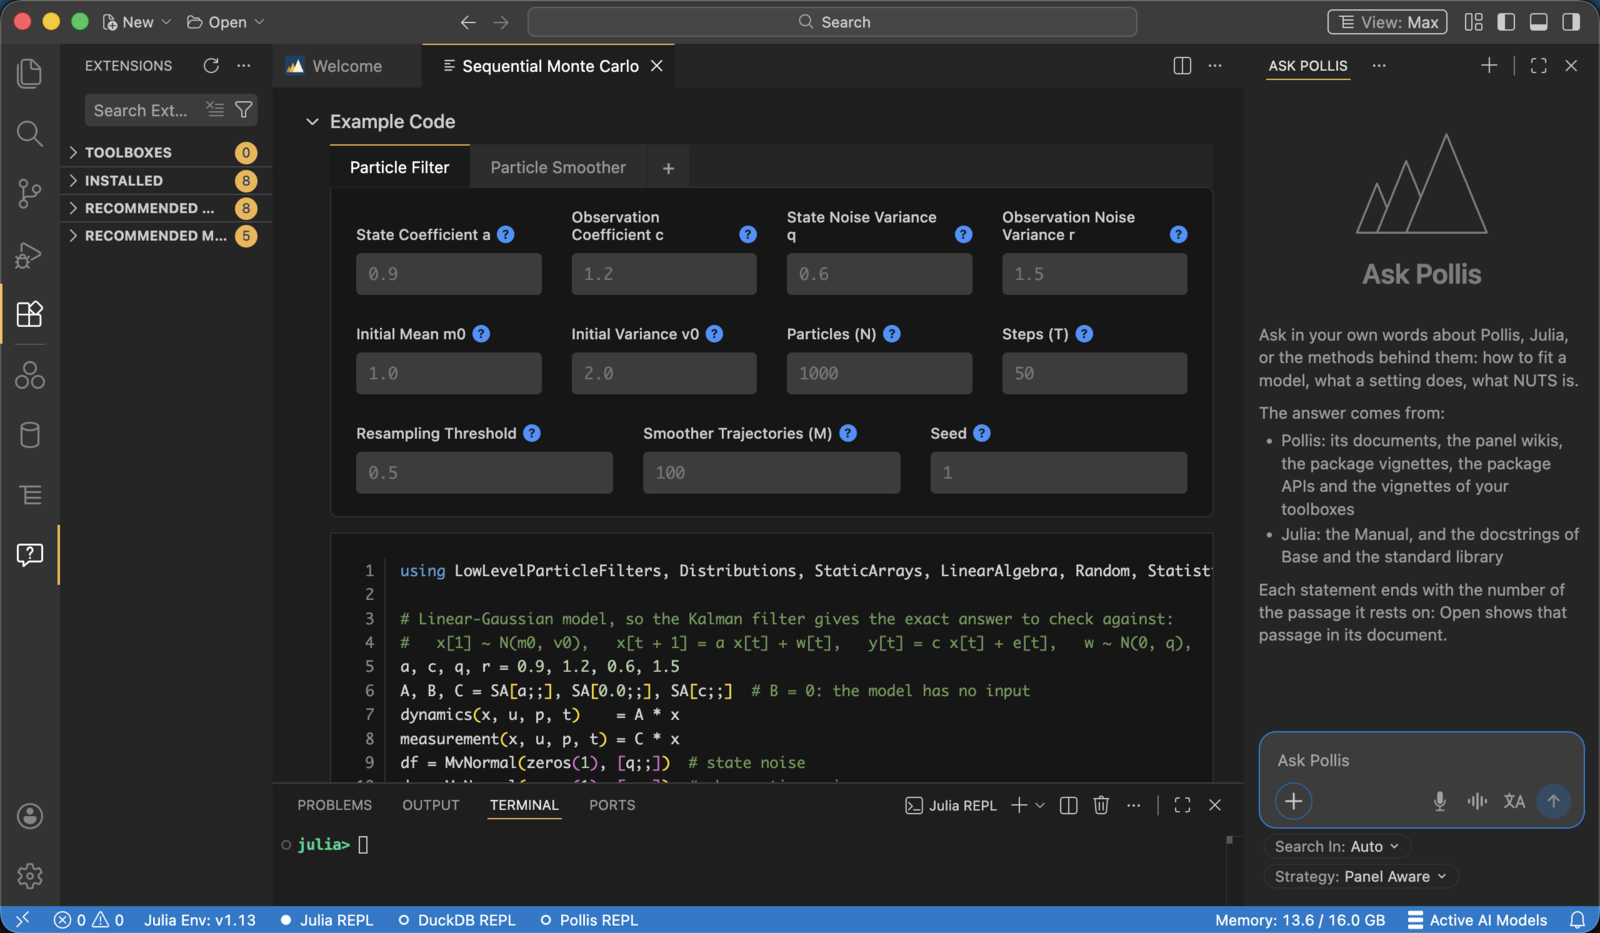 New
Open
Search
View: Max
EXTENSIONS
Welcome
Sequential Monte Carlo
ASK POLLIS
Search Ext...
TOOLBOXES 0
INSTALLED 8
RECOMMENDED ... 8
RECOMMENDED M... 5
Example Code
Particle Filter
Particle Smoother
State Coefficient a ?
Observation Coefficient c ?
State Noise Variance q ?
Observation Noise Variance r ?
0.9
1.2
0.6
1.5
Initial Mean m0 ?
Initial Variance v0 ?
Particles (N) ?
Steps (T) ?
1.0
2.0
1000
50
Resampling Threshold ?
Smoother Trajectories (M) ?
Seed ?
0.5
100
1
1 using LowLevelParticleFilters, Distributions, StaticArrays, LinearAlgebra, Random, Statist
2
3 # Linear-Gaussian model, so the Kalman filter gives the exact answer to check against:
4 #   x[1] ~ N(m0, v0),   x[t + 1] = a x[t] + w[t],   y[t] = c x[t] + e[t],   w ~ N(0, q),
5 a, c, q, r = 0.9, 1.2, 0.6, 1.5
6 A, B, C = SA[a;;], SA[0.0;;], SA[c;;]  # B = 0: the model has no input
7 dynamics(x, u, p, t)    = A * x
8 measurement(x, u, p, t) = C * x
9 df = MvNormal(zeros(1), [q;;])  # state noise
Ask Pollis
Ask in your own words about Pollis, Julia,
or the methods behind them: how to fit a
model, what a setting does, what NUTS is.
The answer comes from:
• Pollis: its documents, the panel wikis,
the package vignettes, the package
APIs and the vignettes of your
toolboxes
• Julia: the Manual, and the docstrings of
Base and the standard library
Each statement ends with the number of
the passage it rests on: Open shows that
passage in its document.
Ask Pollis
Search In: Auto
Strategy: Panel Aware
PROBLEMS
OUTPUT
TERMINAL
PORTS
Julia REPL
julia>
0 0
Julia Env: v1.13
Julia REPL
DuckDB REPL
Pollis REPL
Memory: 13.6 / 16.0 GB
Active AI Models